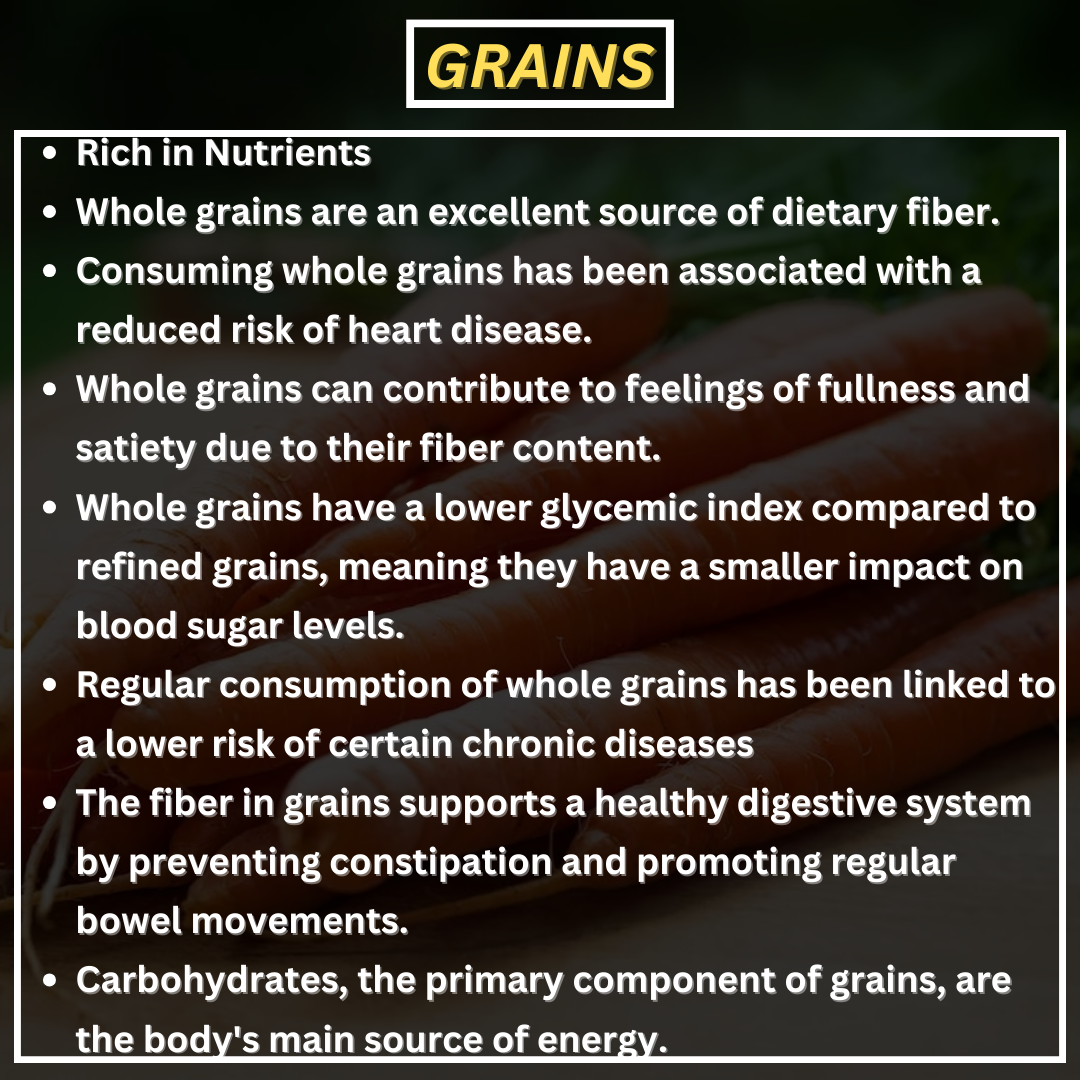 GRAINS
• Rich in Nutrients
• Whole grains are an excellent source of dietary fiber.
• Consuming whole grains has been associated with a
reduced risk of heart disease.
• Whole grains can contribute to feelings of fullness and
satiety due to their fiber content.
• Whole grains have a lower glycemic index compared to
refined grains, meaning they have a smaller impact on
blood sugar levels.
• Regular consumption of whole grains has been linked to
a lower risk of certain chronic diseases
• The fiber in grains supports a healthy digestive system
by preventing constipation and promoting regular
bowel movements.
• Carbohydrates, the primary component of grains, are
the body's main source of energy.